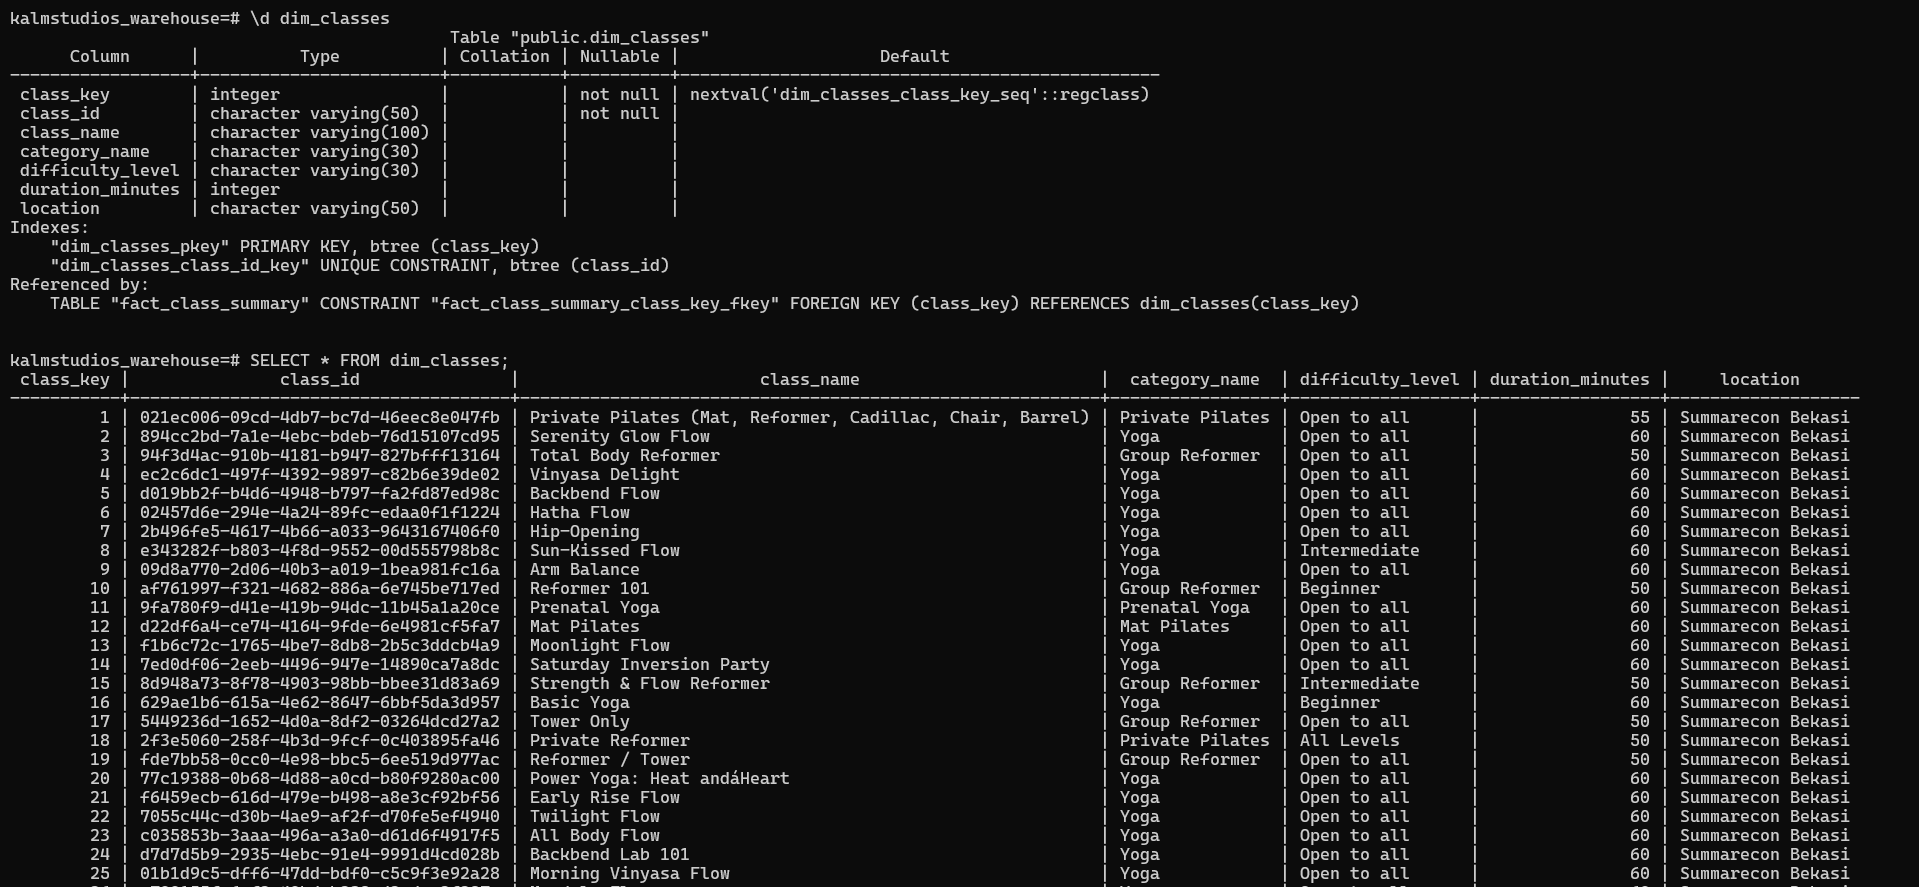 kalmstudios_warehouse=# \d dim_classes
Table "public.dim_classes"
Column | Type | Collation | Nullable | Default
-----------------+------------------------+-----------+----------+------------------------------------------------
class_key | integer | | not null | nextval('dim_classes_class_key_seq'::regclass)
class_id | character varying(50) | | not null |
class_name | character varying(100) | | |
category_name | character varying(30) | | |
difficulty_level | character varying(30) | | |
duration_minutes | integer | | |
location | character varying(50) | | |
Indexes:
"dim_classes_pkey" PRIMARY KEY, btree (class_key)
"dim_classes_class_id_key" UNIQUE CONSTRAINT, btree (class_id)
Referenced by:
TABLE "fact_class_summary" CONSTRAINT "fact_class_summary_class_key_fkey" FOREIGN KEY (class_key) REFERENCES dim_classes(class_key)
kalmstudios_warehouse=# SELECT * FROM dim_classes;
class_key | class_id | class_name | category_name | difficulty_level | duration_minutes | location
-----------+--------------------------------------+----------------------------------------------------------+-----------------+------------------+------------------+-------------------
1 | 021ec006-09cd-4db7-bc7d-46eec8e047fb | Private Pilates (Mat, Reformer, Cadillac, Chair, Barrel) | Private Pilates | Open to all | 55 | Summarecon Bekasi
2 | 894cc2bd-7a1e-4ebc-bdeb-76d15107cd95 | Serenity Glow Flow | Yoga | Open to all | 60 | Summarecon Bekasi
3 | 94f3d4ac-910b-4181-b947-827bfff13164 | Total Body Reformer | Group Reformer | Open to all | 50 | Summarecon Bekasi
4 | ec2c6dc1-497f-4392-9897-c82b6e39de02 | Vinyasa Delight | Yoga | Open to all | 60 | Summarecon Bekasi
5 | d019bb2f-b4d6-4948-b797-fa2fd87ed98c | Backbend Flow | Yoga | Open to all | 60 | Summarecon Bekasi
6 | 02457d6e-294e-4a24-89fc-edaa0f1f1224 | Hatha Flow | Yoga | Open to all | 60 | Summarecon Bekasi
7 | 2b496fe5-4617-4b66-a033-9643167406f0 | Hip-Opening | Yoga | Open to all | 60 | Summarecon Bekasi
8 | e343282f-b803-4f8d-9552-00d555798b8c | Sun-Kissed Flow | Yoga | Intermediate | 60 | Summarecon Bekasi
9 | 09d8a770-2d06-40b3-a019-1bea981fc16a | Arm Balance | Yoga | Open to all | 60 | Summarecon Bekasi
10 | af761997-f321-4682-886a-6e745be717ed | Reformer 101 | Group Reformer | Beginner | 50 | Summarecon Bekasi
11 | 9fa780f9-d41e-419b-94dc-11b45a1a20ce | Prenatal Yoga | Prenatal Yoga | Open to all | 60 | Summarecon Bekasi
12 | d22df6a4-ce74-4164-9fde-6e4981cf5fa7 | Mat Pilates | Mat Pilates | Open to all | 60 | Summarecon Bekasi
13 | f1b6c72c-1765-4be7-8db8-2b5c3ddcb4a9 | Moonlight Flow | Yoga | Open to all | 60 | Summarecon Bekasi
14 | 7ed0df06-2eeb-4496-947e-14890ca7a8dc | Saturday Inversion Party | Yoga | Open to all | 60 | Summarecon Bekasi
15 | 8d948a73-8f78-4903-98bb-bbee31d83a69 | Strength & Flow Reformer | Group Reformer | Intermediate | 50 | Summarecon Bekasi
16 | 629ae1b6-615a-4e62-8647-6bbf5da3d957 | Basic Yoga | Yoga | Beginner | 60 | Summarecon Bekasi
17 | 5449236d-1652-4d0a-8df2-03264dcd27a2 | Tower Only | Group Reformer | Open to all | 50 | Summarecon Bekasi
18 | 2f3e5060-258f-4b3d-9fcf-0c403895fa46 | Private Reformer | Private Pilates | All Levels | 50 | Summarecon Bekasi
19 | fde7bb58-0cc0-4e98-bbc5-6ee519d977ac | Reformer / Tower | Group Reformer | Open to all | 50 | Summarecon Bekasi
20 | 77c19388-0b68-4d88-a0cd-b80f9280ac00 | Power Yoga: Heat andáHeart | Yoga | Open to all | 60 | Summarecon Bekasi
21 | f6459ecb-616d-479e-b498-a8e3cf92bf56 | Early Rise Flow | Yoga | Open to all | 60 | Summarecon Bekasi
22 | 7055c44c-d30b-4ae9-af2f-d70fe5ef4940 | Twilight Flow | Yoga | Open to all | 60 | Summarecon Bekasi
23 | c035853b-3aaa-496a-a3a0-d61d6f4917f5 | All Body Flow | Yoga | Open to all | 60 | Summarecon Bekasi
24 | d7d7d5b9-2935-4ebc-91e4-9991d4cd028b | Backbend Lab 101 | Yoga | Open to all | 60 | Summarecon Bekasi
25 | 01b1d9c5-dff6-47dd-bdf0-c5c9f3e92a28 | Morning Vinyasa Flow | Yoga | Open to all | 60 | Summarecon Bekasi